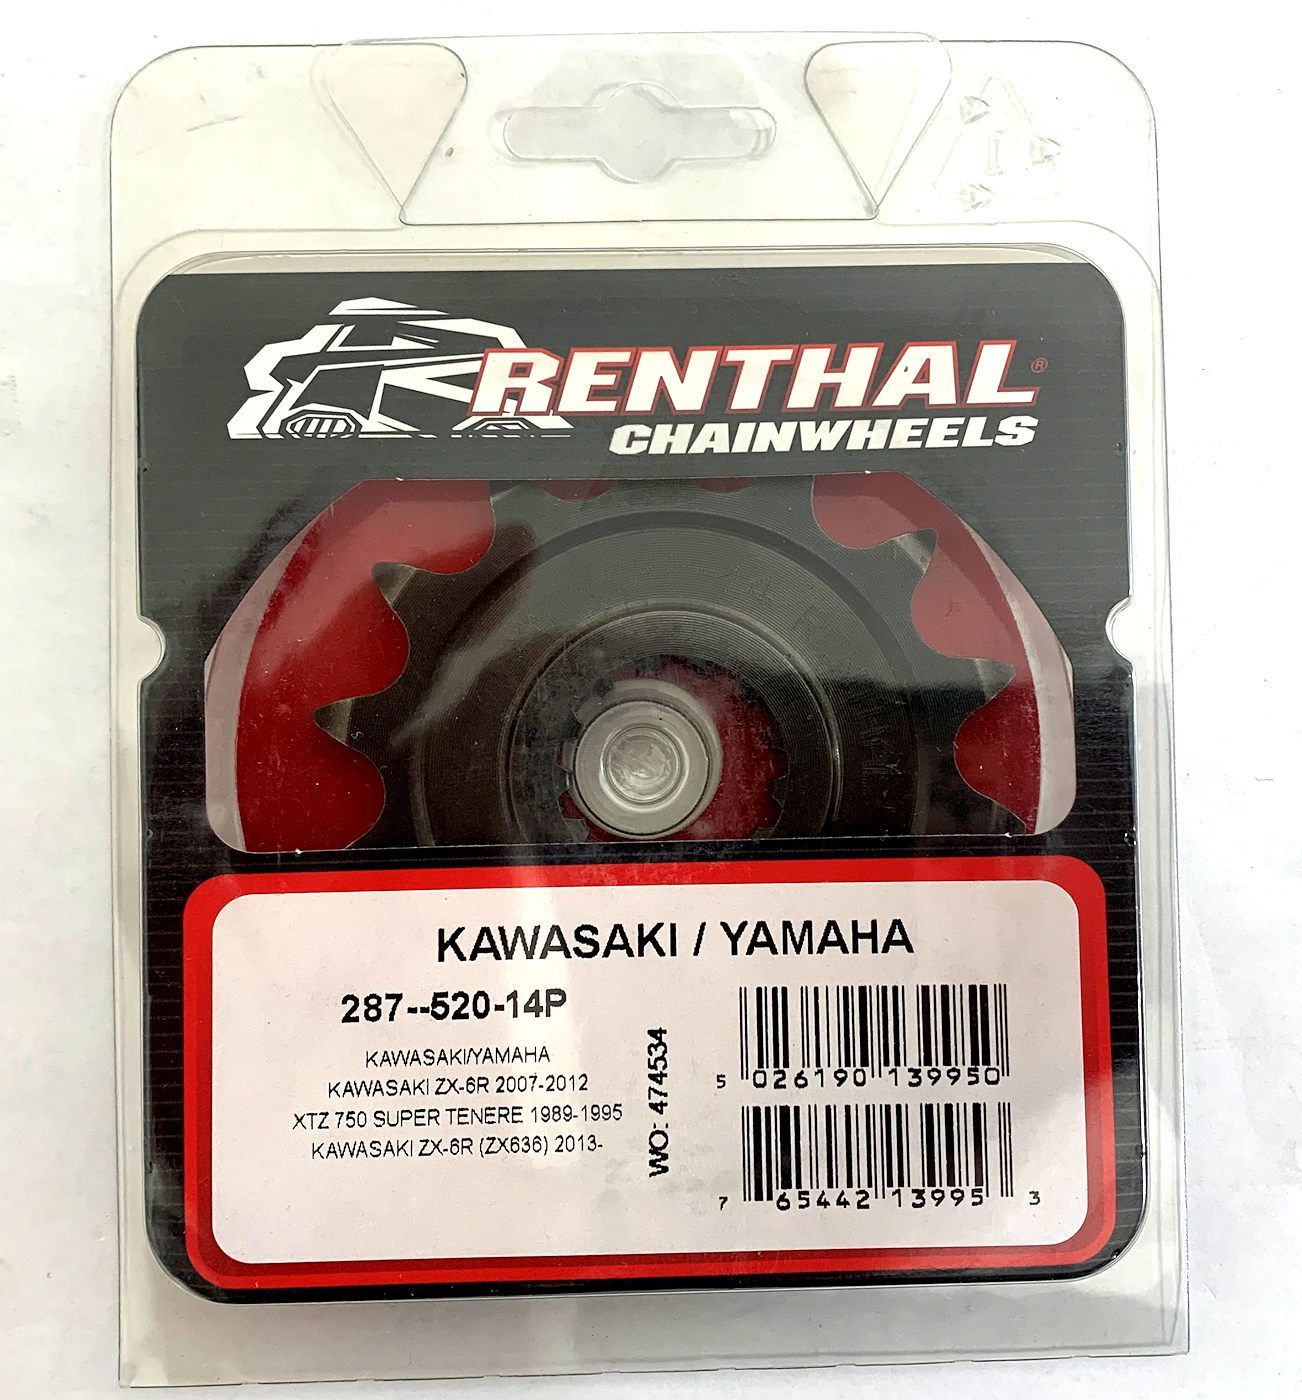 RENTHAL®
CHAINWHEELS
KAWASAKI / YAMAHA
287--520-14P
KAWASAKI/YAMAHA
KAWASAKI ZX-6R 2007-2012
XTZ 750 SUPER TENERE 1989-1995
KAWASAKI ZX-6R (ZX636) 2013-
WO: 474534
5 026190 139950
7 65442 13995 3